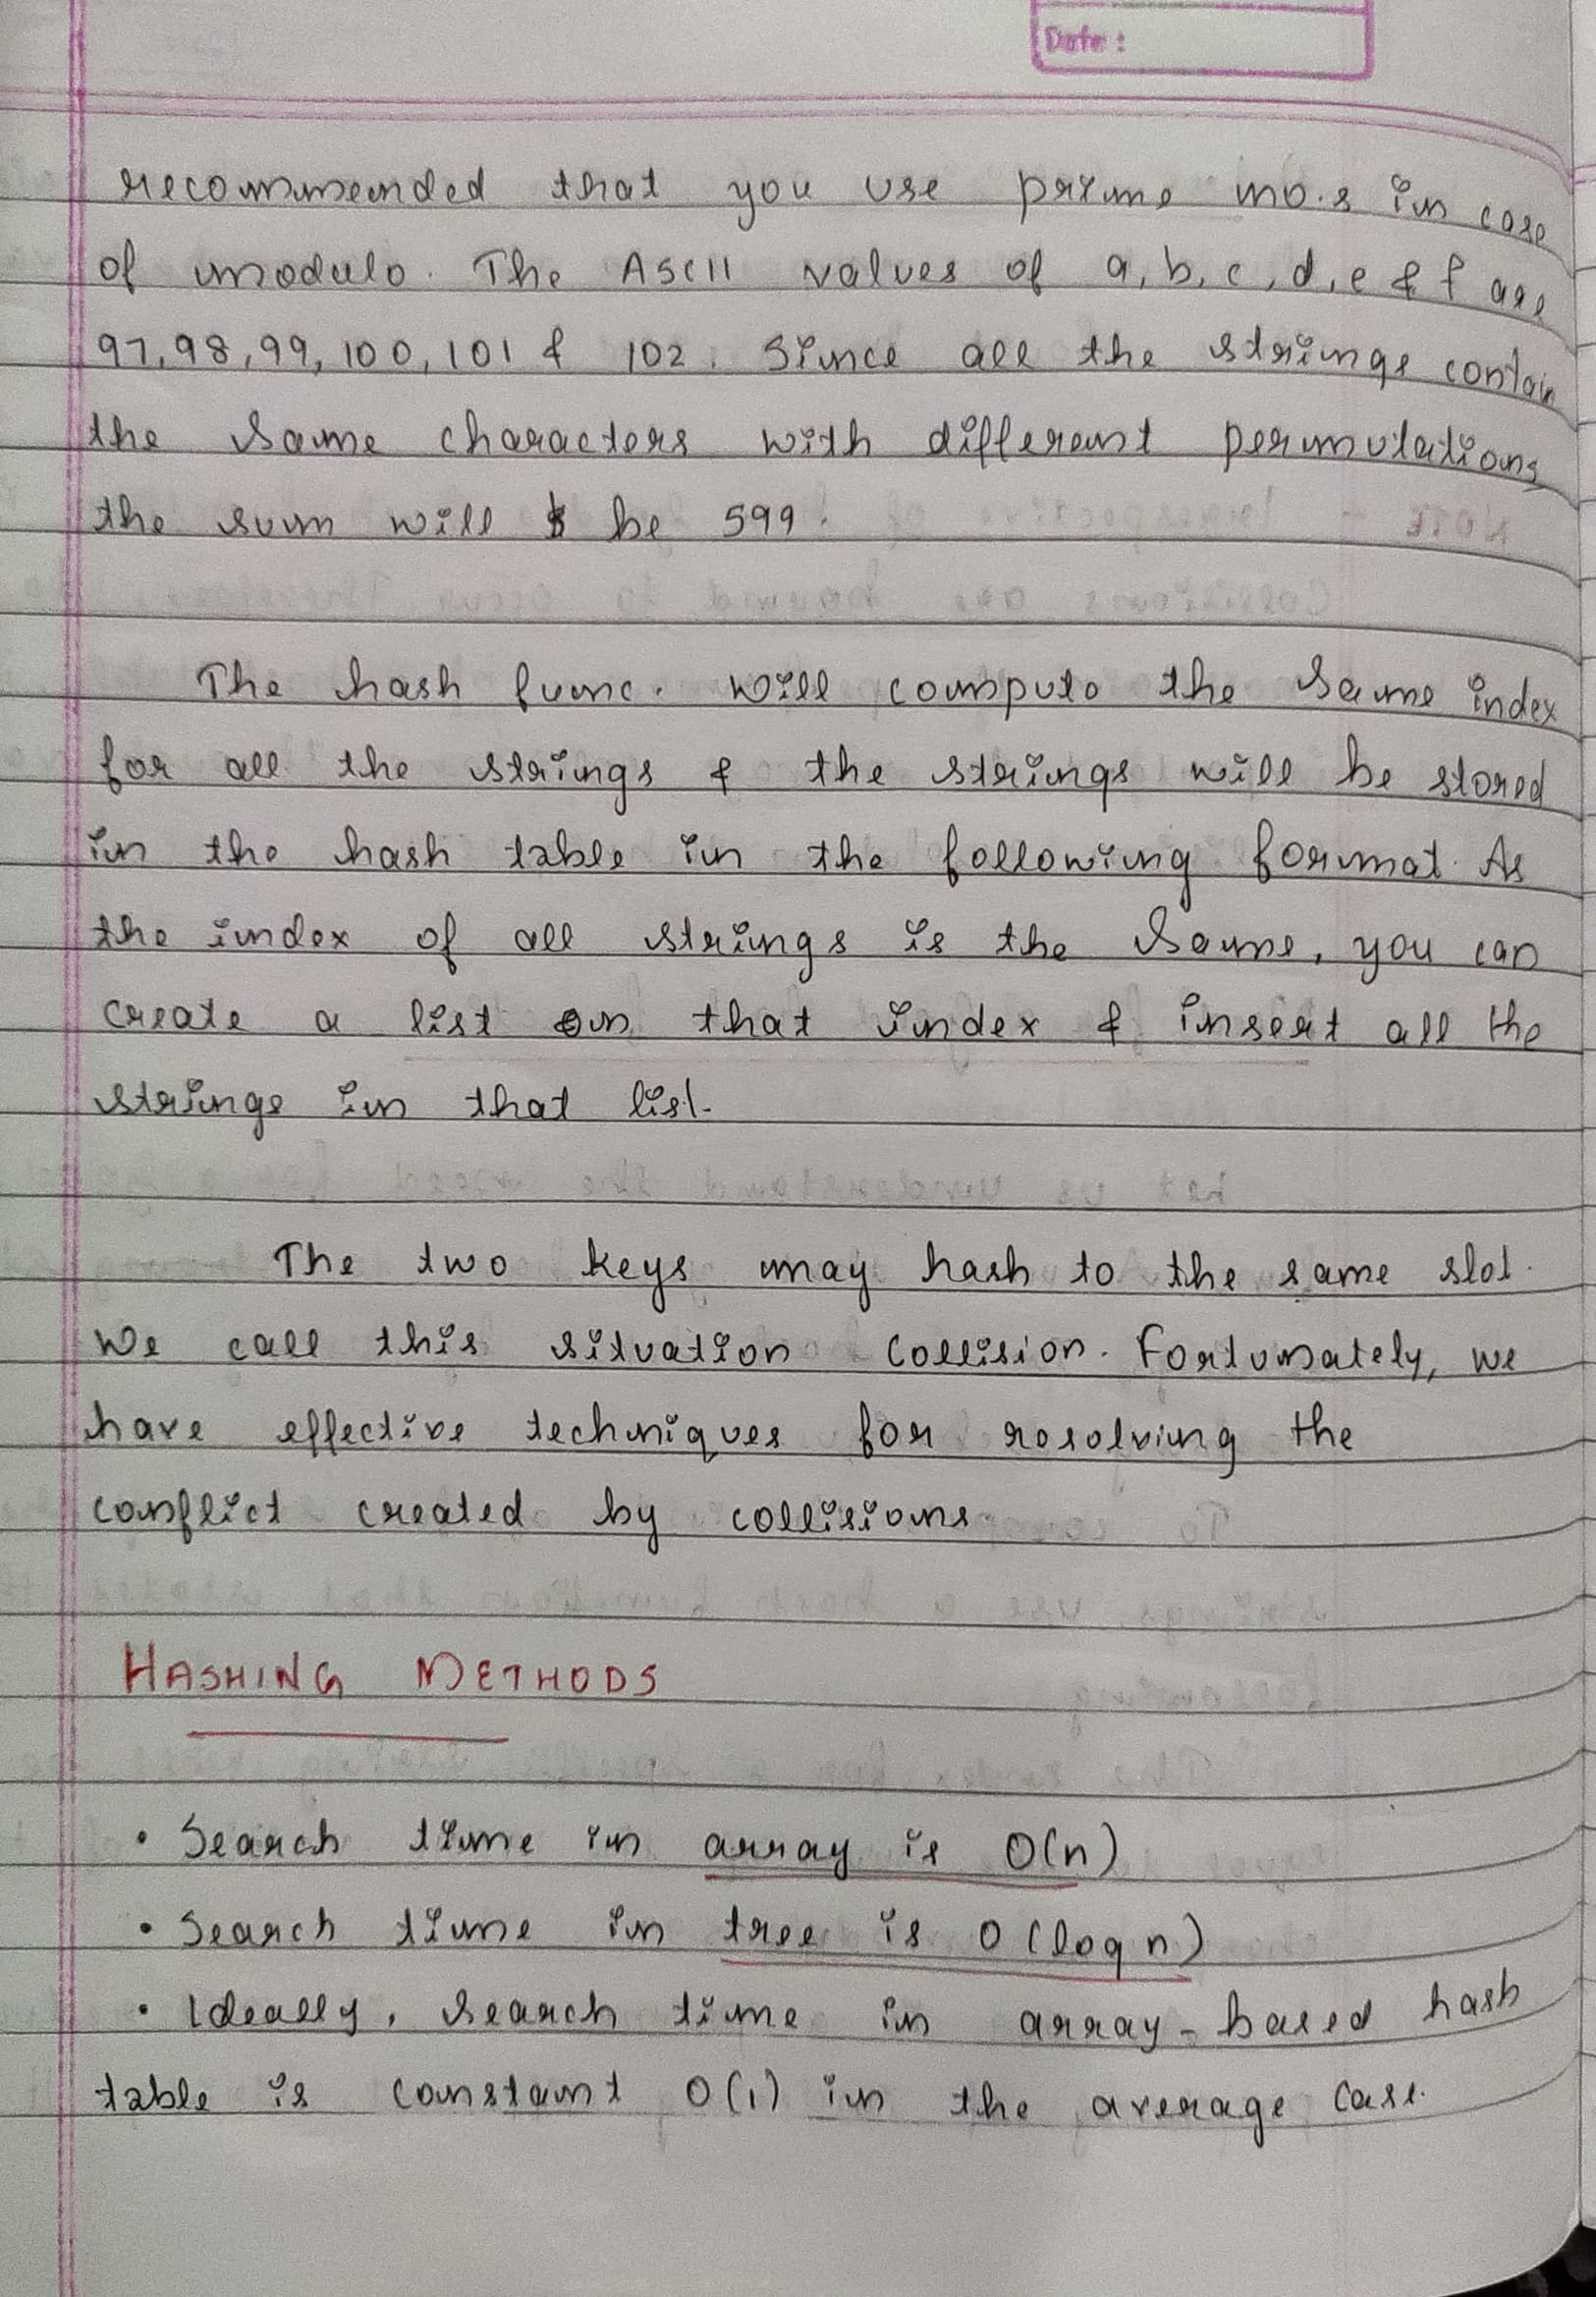 Date :
recommended that you use prime no.s in case
of modulo. The ASCII values of a, b, c, d, e & f are
97, 98, 99, 100, 101 & 102. Since all the strings contain
the same characters with different permutations
the sum will be 599.
The hash func. will compute the same index
for all the strings & the strings will be stored
in the hash table in the following format. As
the index of all strings is the same, you can
create a list on that index & insert all the
strings in that list.
The two keys may hash to the same slot.
We call this situation collision. Fortunately, we
have effective techniques for resolving the
conflict created by collisions.
HASHING METHODS
• Search time in array is O(n)
• Search time in tree is O(log n)
• Ideally, search time in array-based hash
table is constant O(1) in the average case.